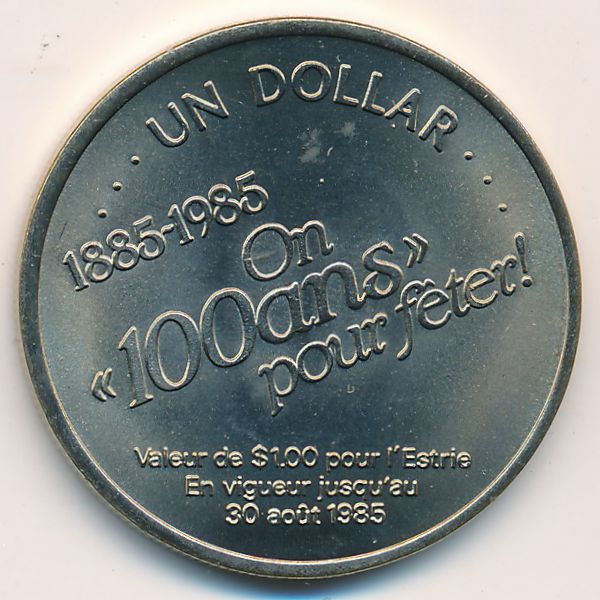 UN DOLLAR
1885-1985
On
«100ans»
pour fêter!
Valeur de $1.00 pour l'Estrie
En vigueur jusqu'au
30 août 1985